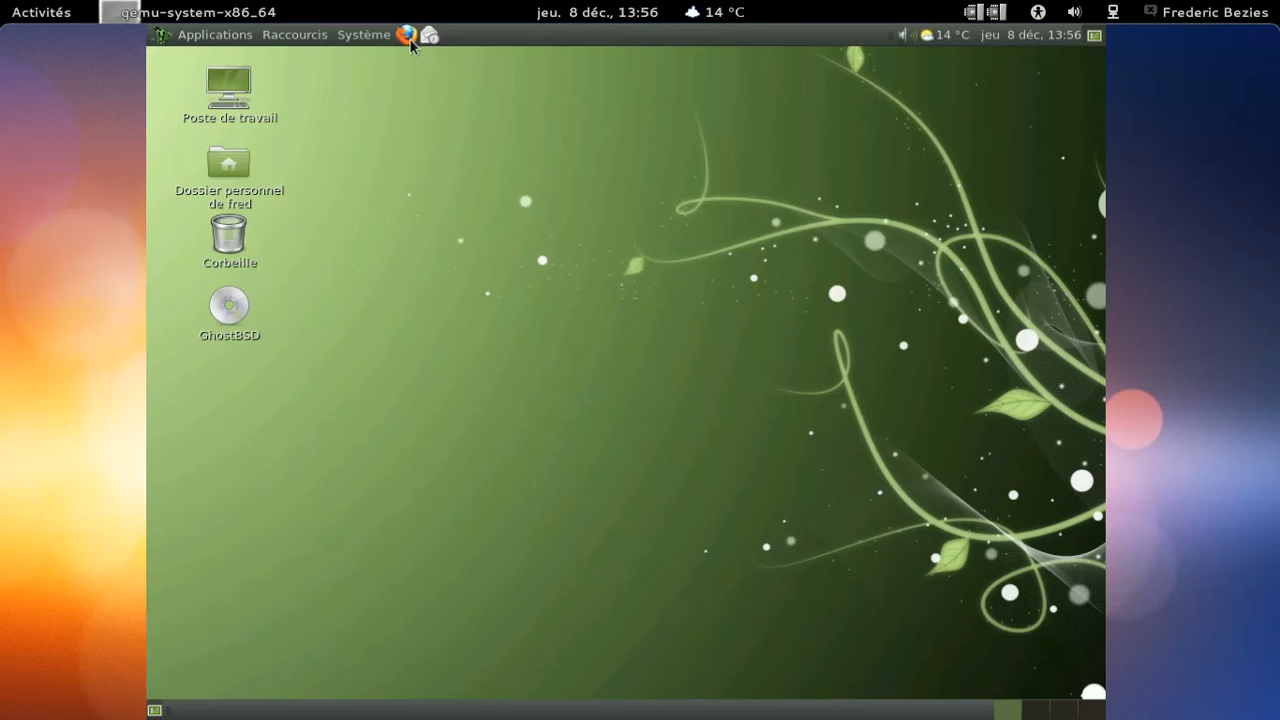 Activités qemu-system-x86_64 jeu. 8 déc, 13:56 14 °C Frederic Bezies
Applications Raccourcis Système 14 °C jeu 8 déc, 13:56
Poste de travail
Dossier personnel
de fred
Corbeille
GhostBSD